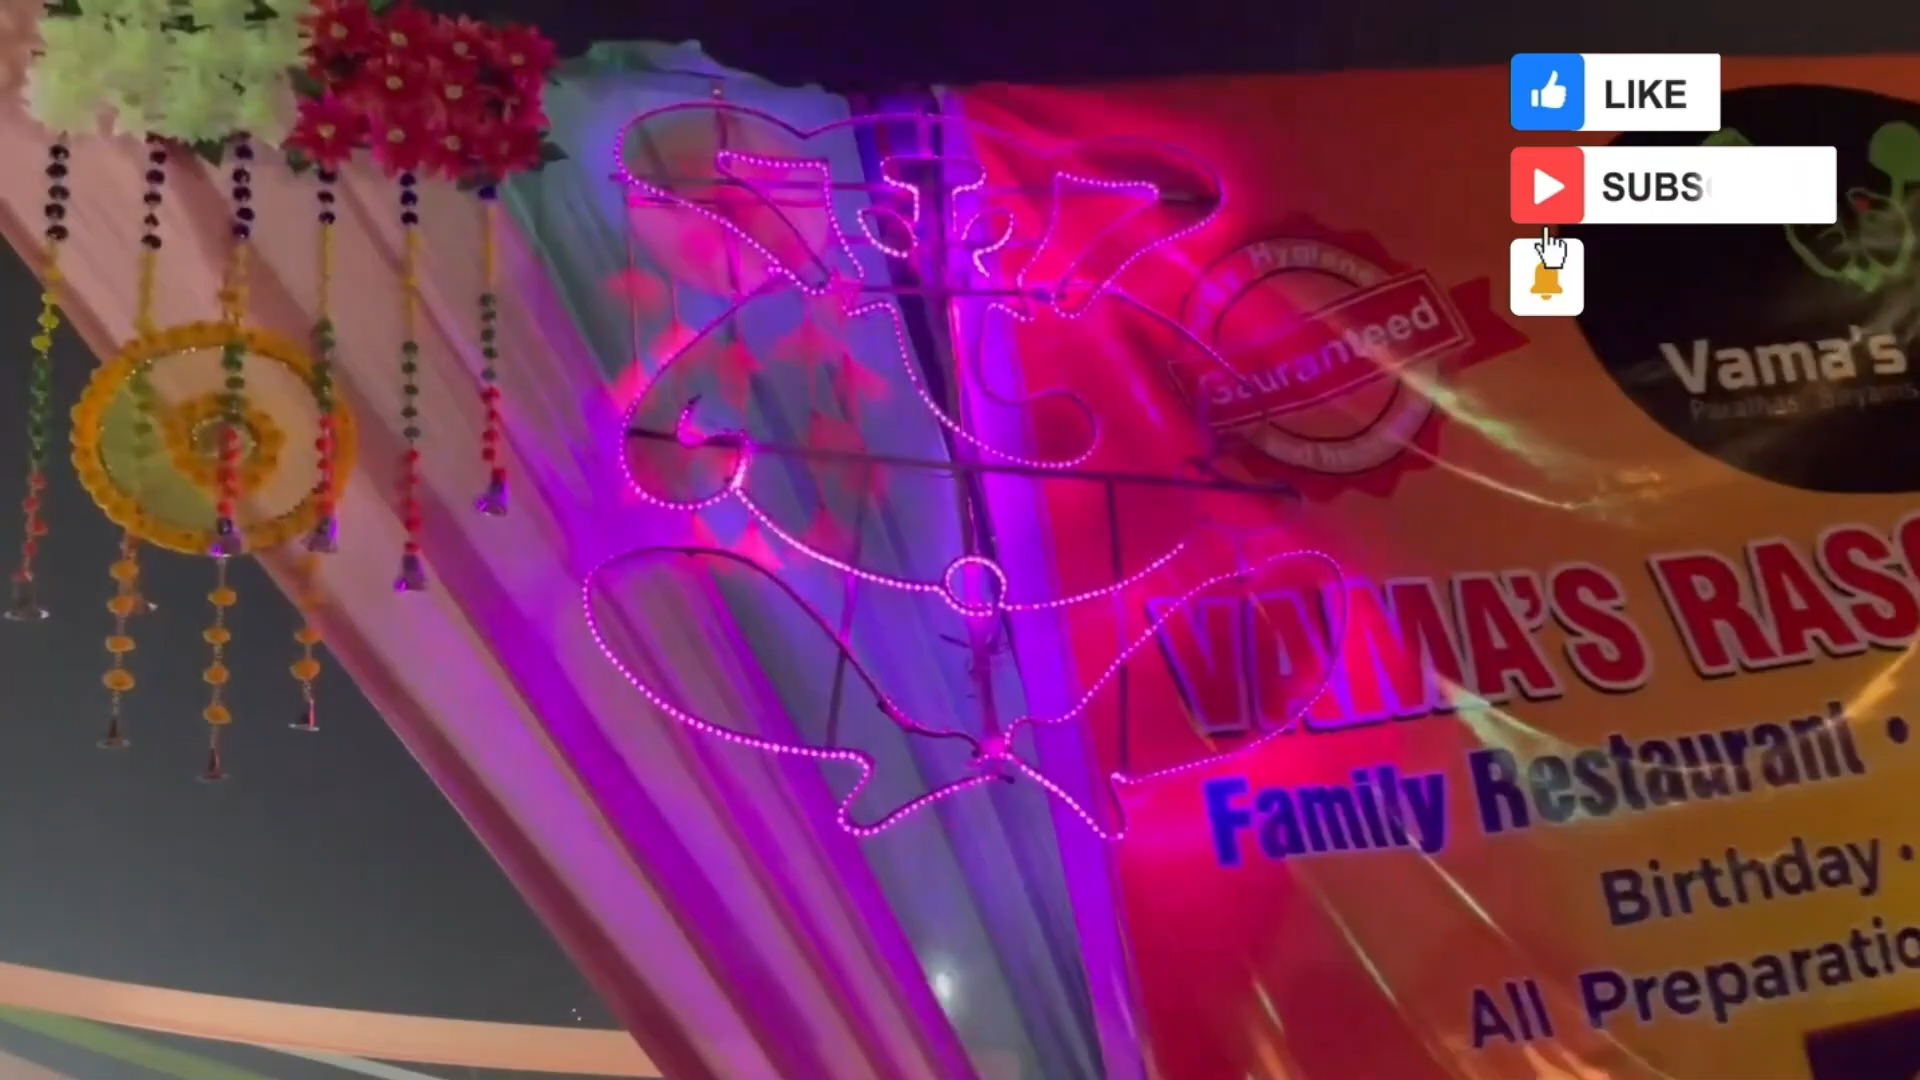 LIKE
SUBS
Hygiene
Gauranteed
Vama's
VAMA'S RAS
Family Restaurant •
Birthday •
All Preparatio